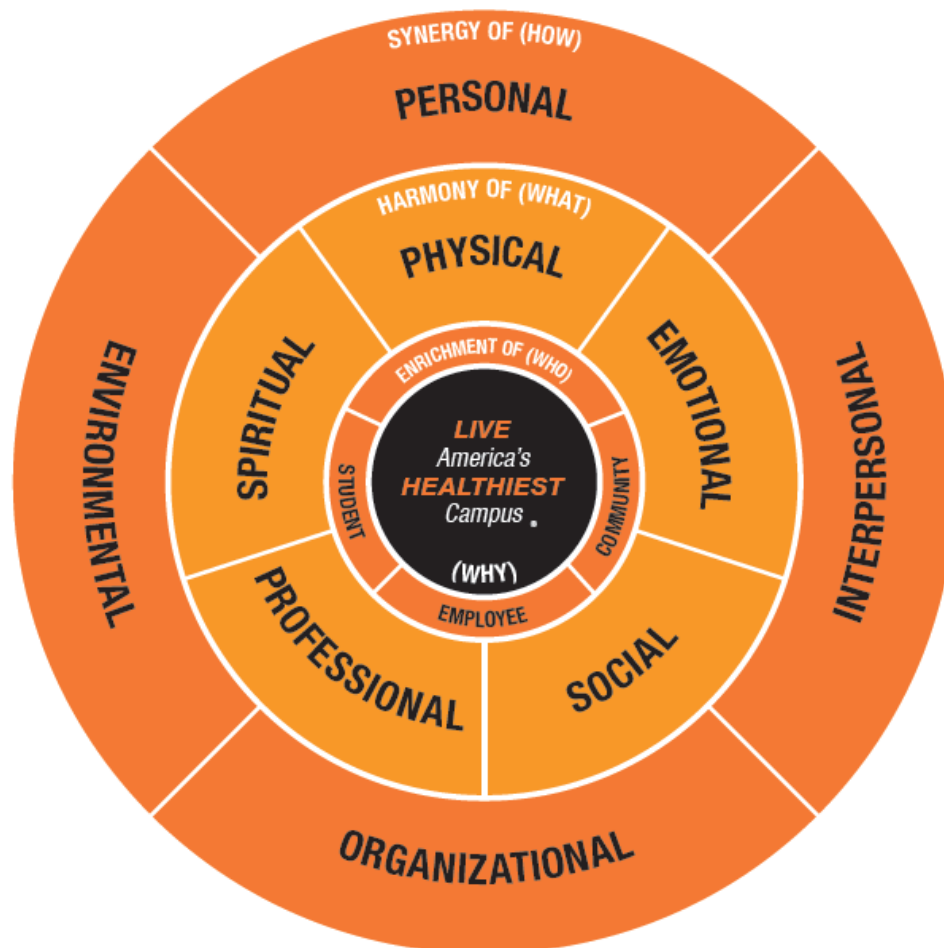 SYNERGY OF (HOW)
PERSONAL
HARMONY OF (WHAT)
PHYSICAL
ENRICHMENT OF (WHO)
LIVE
America's
HEALTHIEST
Campus.
(WHY)
STUDENT
COMMUNITY
EMPLOYEE
SPIRITUAL
EMOTIONAL
PROFESSIONAL
SOCIAL
ENVIRONMENTAL
INTERPERSONAL
ORGANIZATIONAL